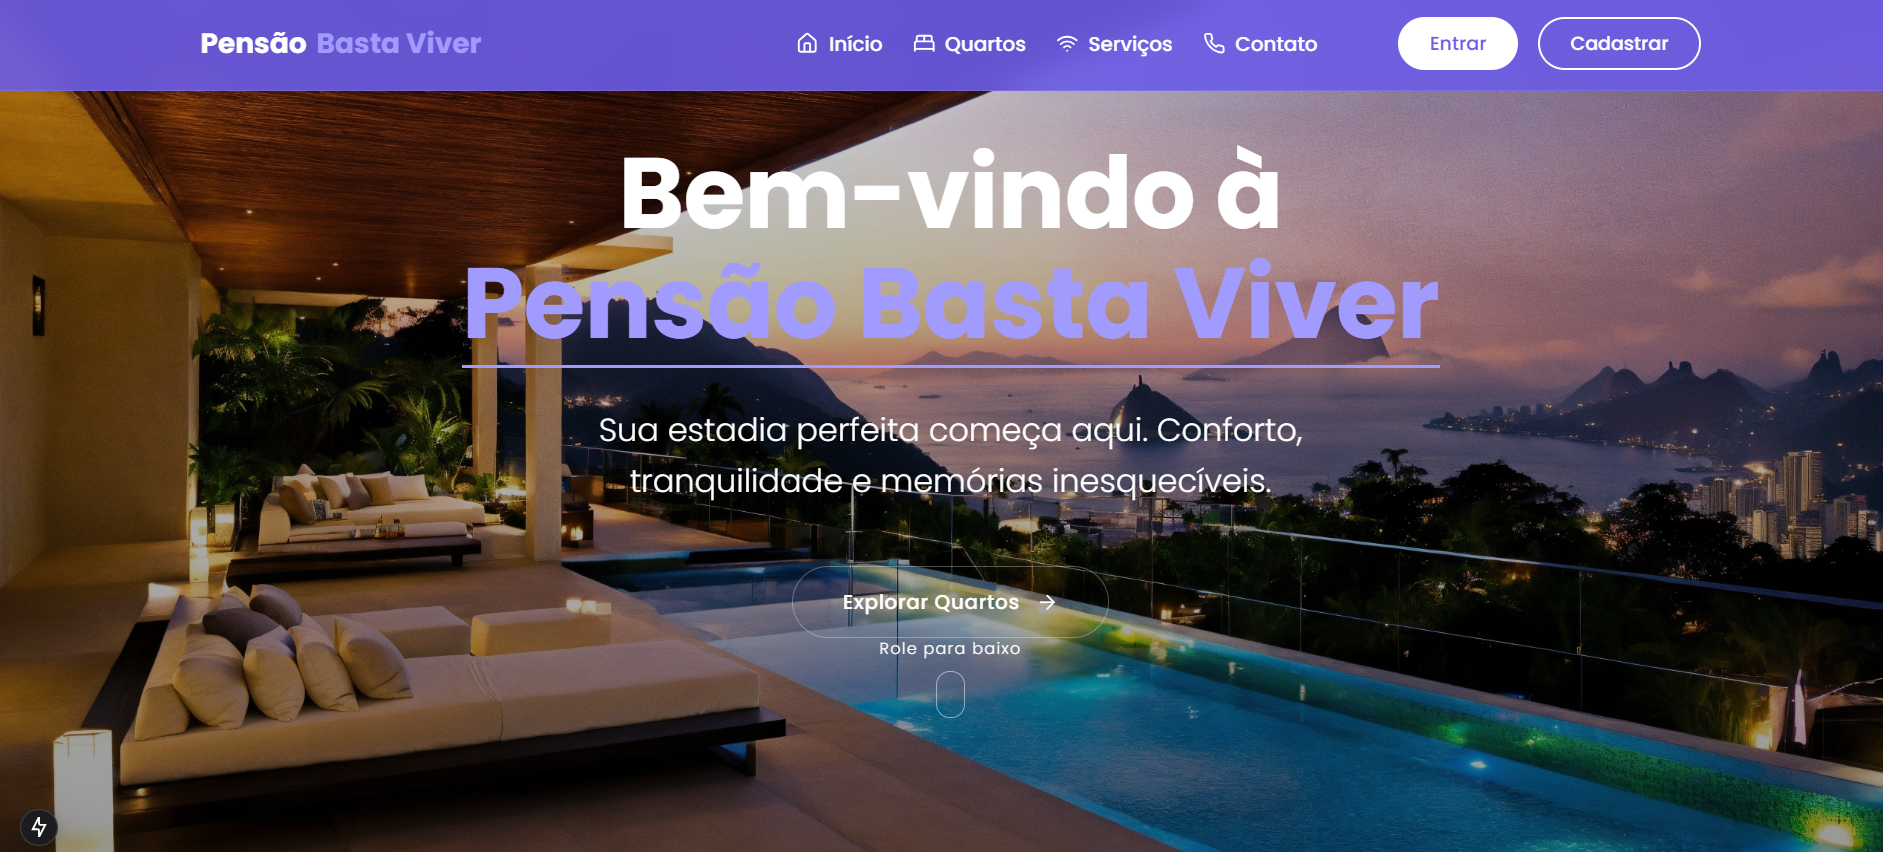 Pensão Basta Viver
Início
Quartos
Serviços
Contato
Entrar
Cadastrar
Bem-vindo à
Pensão Basta Viver
Sua estadia perfeita começa aqui. Conforto,
tranquilidade e memórias inesquecíveis.
Explorar Quartos
Role para baixo